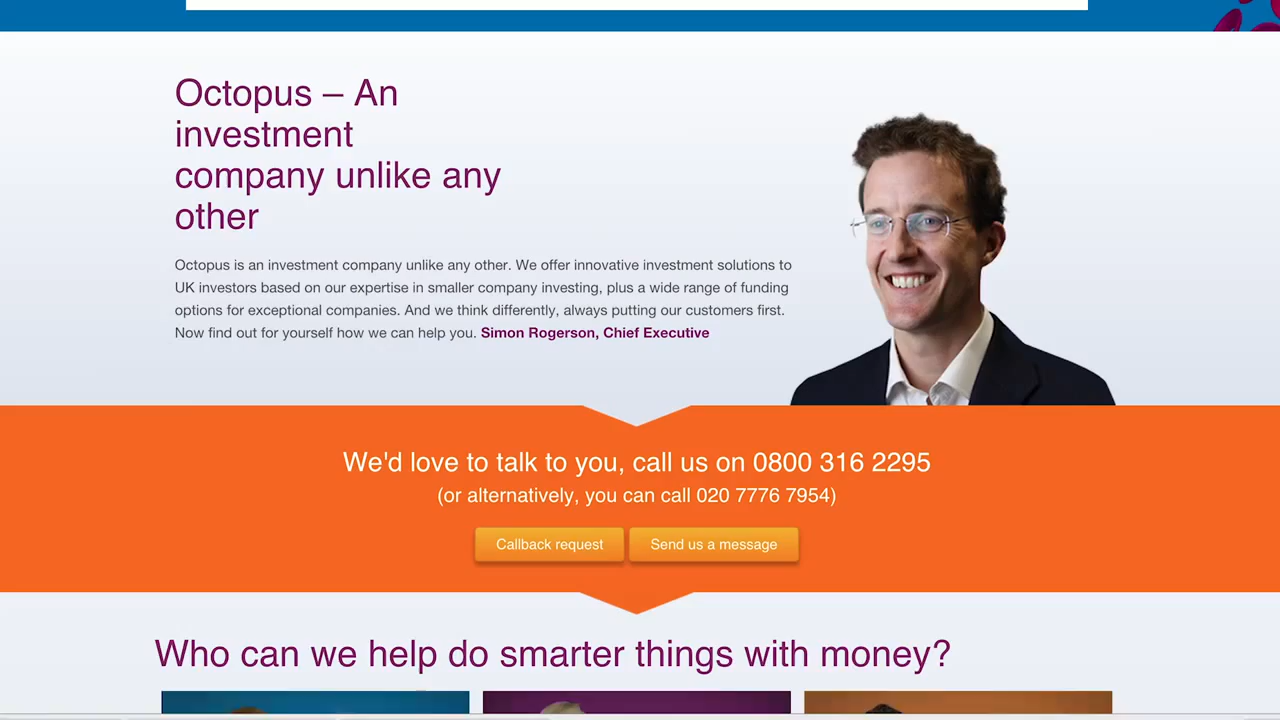 Octopus – An
investment
company unlike any
other
Octopus is an investment company unlike any other. We offer innovative investment solutions to
UK investors based on our expertise in smaller company investing, plus a wide range of funding
options for exceptional companies. And we think differently, always putting our customers first.
Now find out for yourself how we can help you. Simon Rogerson, Chief Executive
We'd love to talk to you, call us on 0800 316 2295
(or alternatively, you can call 020 7776 7954)
Callback request
Send us a message
Who can we help do smarter things with money?